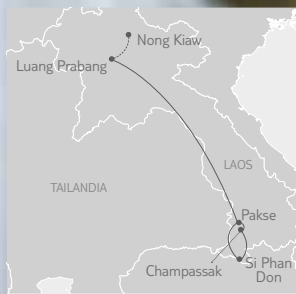 Nong Kiaw
Luang Prabang
LAOS
TAILANDIA
Pakse
Champassak
Si Phan
Don